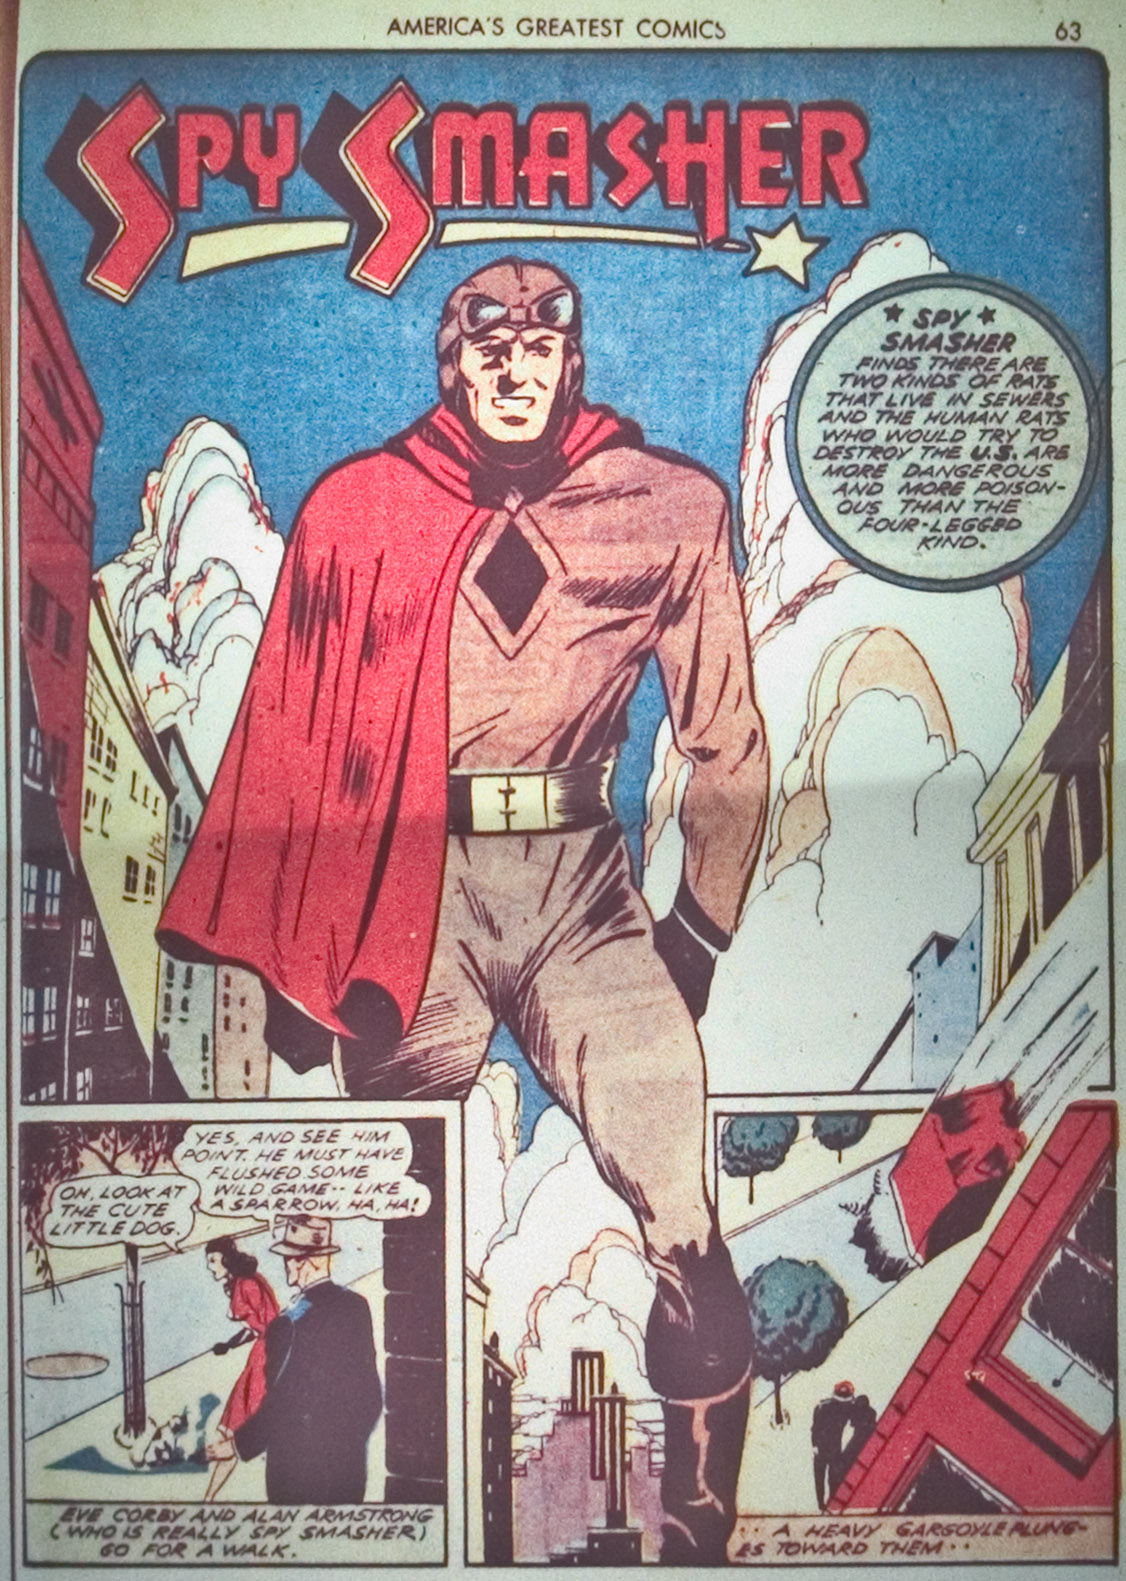 AMERICA'S GREATEST COMICS 63
SPY SMASHER
★ SPY ★
SMASHER
FINDS THERE ARE
TWO KINDS OF RATS
THAT LIVE IN SEWERS
AND THE HUMAN RATS
WHO WOULD TRY TO
DESTROY THE U.S. ARE
MORE DANGEROUS
AND MORE POISON-
OUS THAN THE
FOUR-LEGGED
KIND.
OH, LOOK AT
THE CUTE
LITTLE DOG.
YES, AND SEE HIM
POINT. HE MUST HAVE
FLUSHED SOME
WILD GAME-- LIKE
A SPARROW, HA, HA!
EVE CORBY AND ALAN ARMSTRONG
(WHO IS REALLY SPY SMASHER)
GO FOR A WALK.
.. A HEAVY GARGOYLE PLUNG-
ES TOWARD THEM..